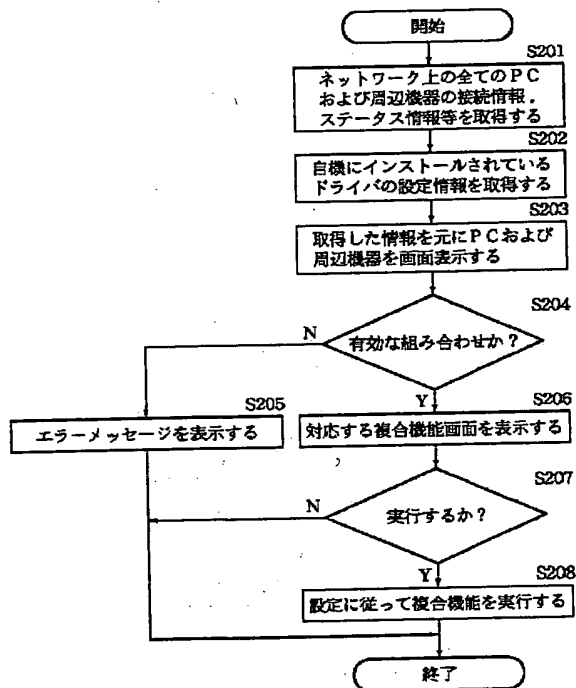 開始
S201
ネットワーク上の全てのPC
および周辺機器の接続情報,
ステータス情報等を取得する
S202
自機にインストールされている
ドライバの設定情報を取得する
S203
取得した情報を元にPCおよび
周辺機器を画面表示する
S204
有効な組み合わせか?
N
Y
S205
エラーメッセージを表示する
S206
対応する複合機能画面を表示する
S207
実行するか?
N
Y
S208
設定に従って複合機能を実行する
終了